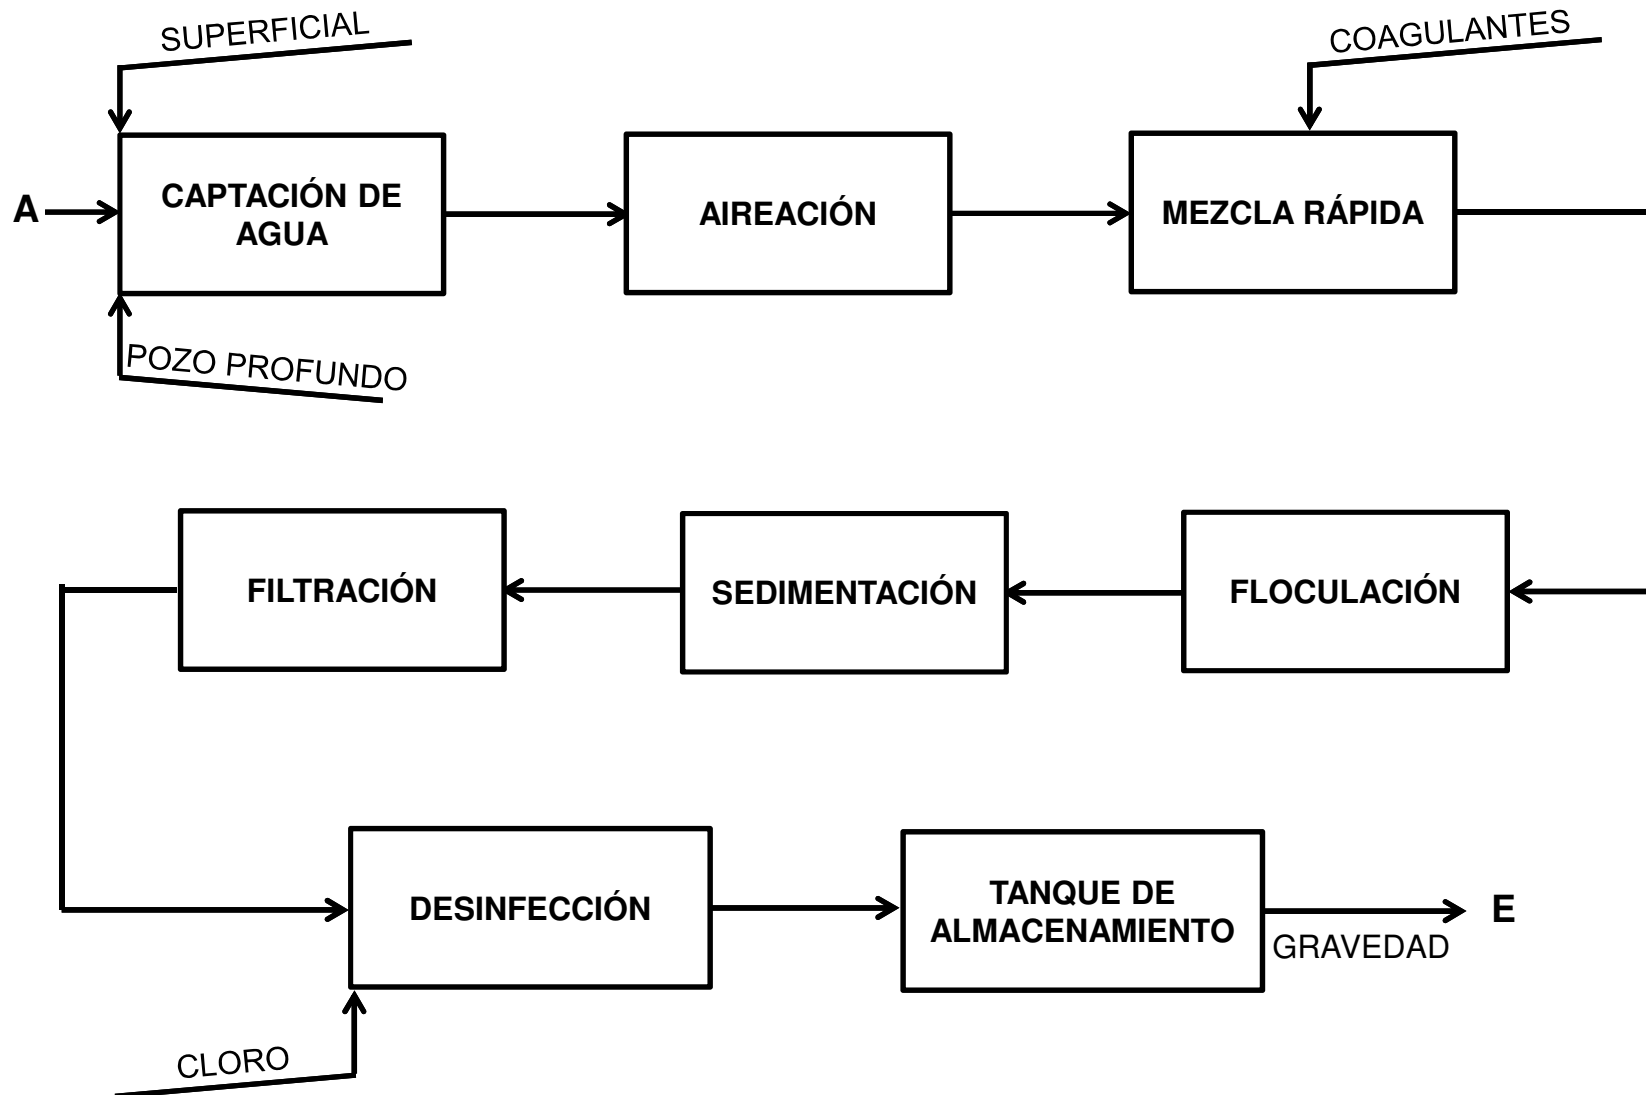 SUPERFICIAL
COAGULANTES
A
CAPTACIÓN DE
AGUA
AIREACIÓN
MEZCLA RÁPIDA
POZO PROFUNDO
FILTRACIÓN
SEDIMENTACIÓN
FLOCULACIÓN
DESINFECCIÓN
TANQUE DE
ALMACENAMIENTO
E
GRAVEDAD
CLORO